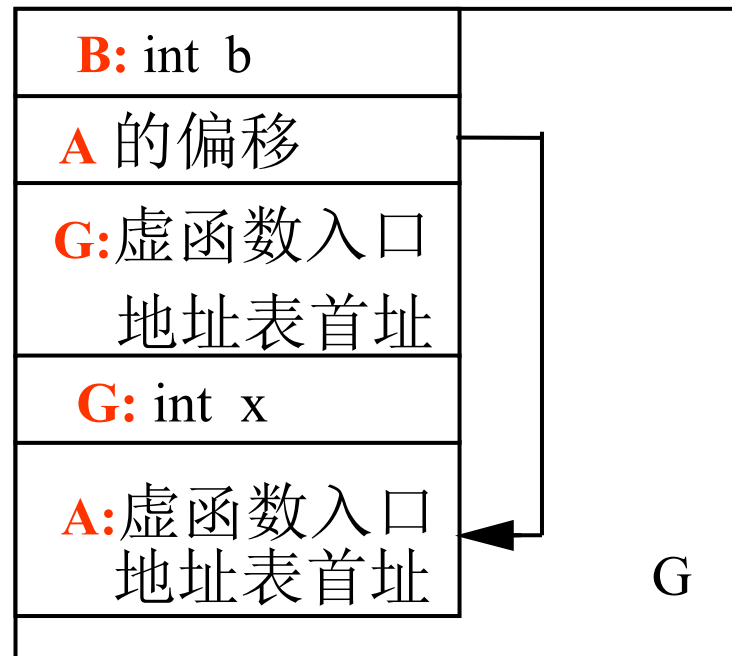 B: int b
A 的偏移
G:虚函数入口
地址表首址
G: int x
A:虚函数入口
地址表首址
G